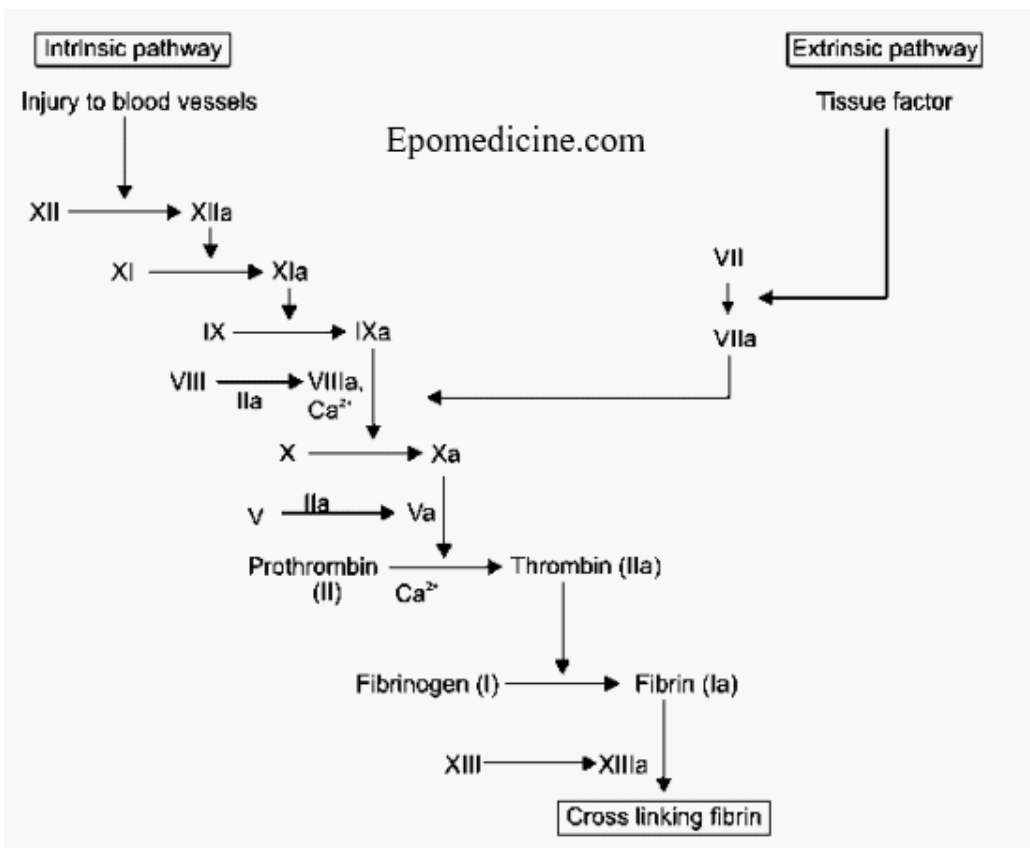 Intrinsic pathway
Extrinsic pathway
Injury to blood vessels
Tissue factor
Epomedicine.com
XII
XIIa
XI
XIa
VII
IX
IXa
VIIa
VIII
IIa
VIIIa,
Ca²⁺
X
Xa
V
IIa
Va
Prothrombin
(II)
Ca²⁺
Thrombin (IIa)
Fibrinogen (I)
Fibrin (Ia)
XIII
XIIIa
Cross linking fibrin